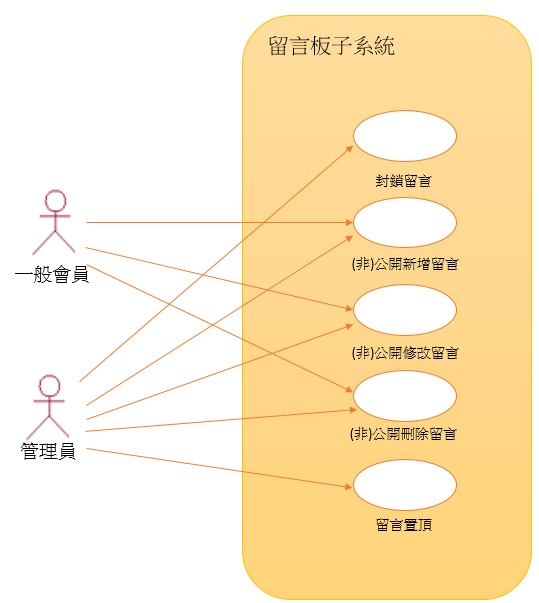 留言板子系統
封鎖留言
(非)公開新增留言
一般會員
(非)公開修改留言
(非)公開刪除留言
管理員
留言置頂